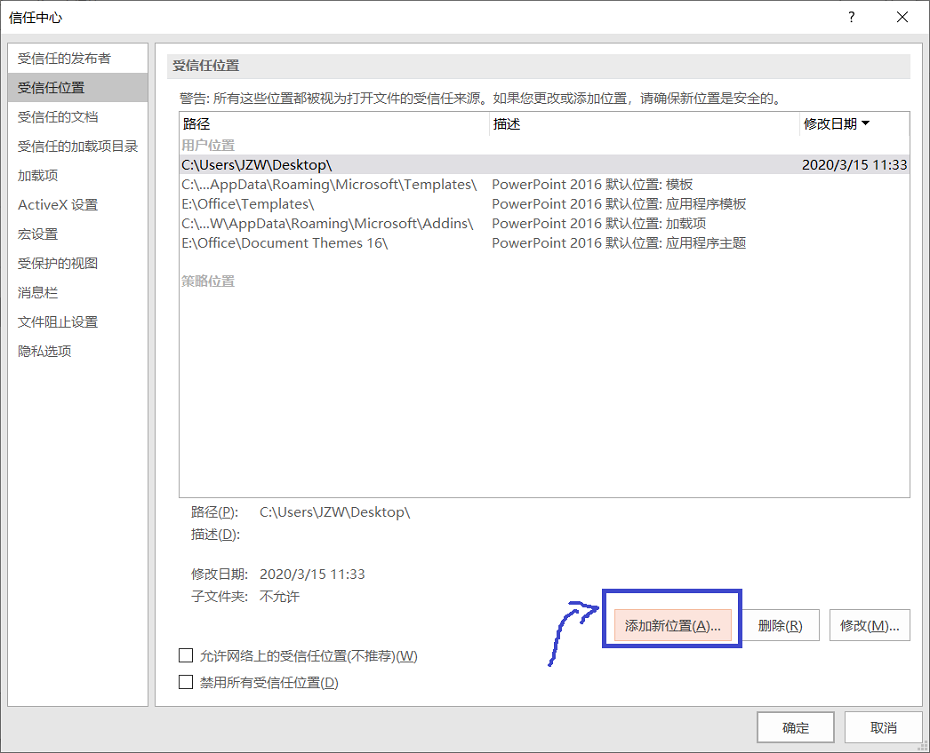 信任中心
?
受信任的发布者
受信任位置
受信任的文档
受信任的加载项目录
加载项
ActiveX 设置
宏设置
受保护的视图
消息栏
文件阻止设置
隐私选项
受信任位置
警告: 所有这些位置都被视为打开文件的受信任来源。如果您更改或添加位置，请确保新位置是安全的。
路径 描述 修改日期
用户位置
C:\Users\JZW\Desktop\ 2020/3/15 11:33
C:\...AppData\Roaming\Microsoft\Templates\ PowerPoint 2016 默认位置: 模板
E:\Office\Templates\ PowerPoint 2016 默认位置: 应用程序模板
C:\...W\AppData\Roaming\Microsoft\Addins\ PowerPoint 2016 默认位置: 加载项
E:\Office\Document Themes 16\ PowerPoint 2016 默认位置: 应用程序主题
策略位置
路径(P): C:\Users\JZW\Desktop\
描述(D):
修改日期: 2020/3/15 11:33
子文件夹: 不允许
添加新位置(A)... 删除(R) 修改(M)...
允许网络上的受信任位置(不推荐)(W)
禁用所有受信任位置(D)
确定 取消